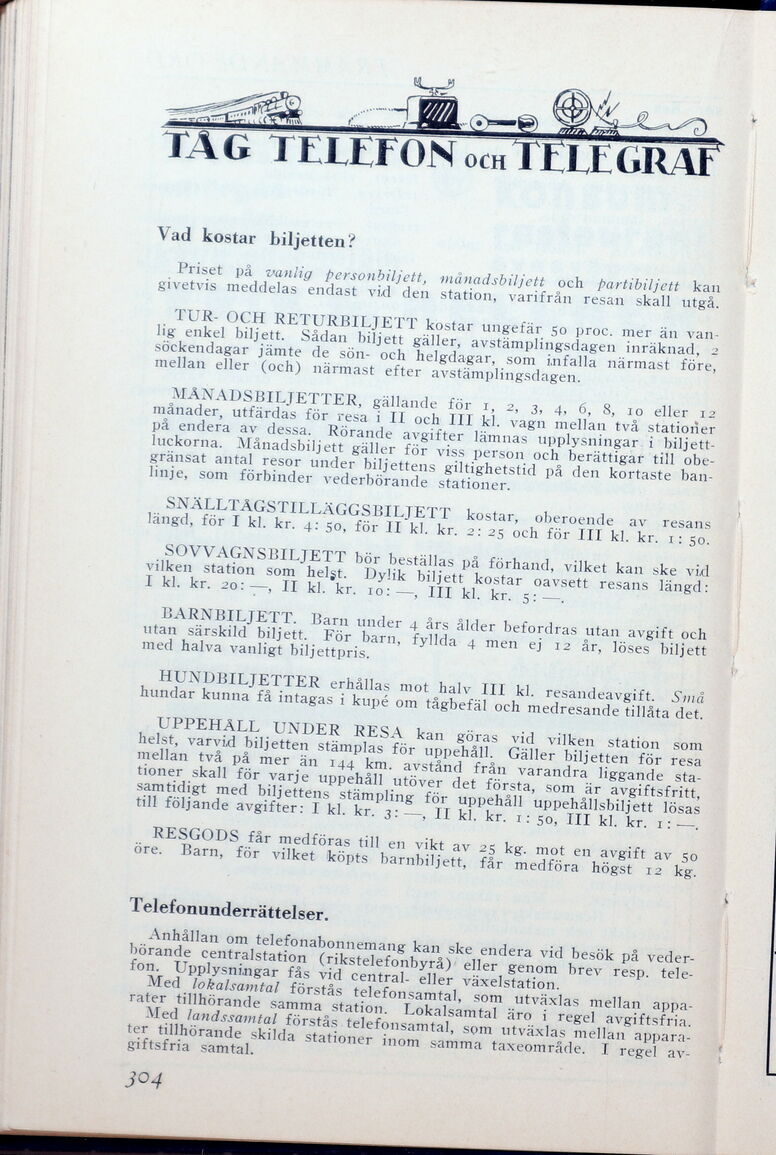 TÅG TELEFON OCH TELEGRAF
Vad kostar biljetten?
Priset på vanlig personbiljett, månadsbiljett och partibiljett kan
givetvis meddelas endast vid den station, varifrån resan skall utgå.
TUR- OCH RETURBILJETT kostar ungefär 50 proc. mer än van-
lig enkel biljett. Sådan biljett gäller, avstämplingsdagen inräknad, 2
söckendagar jämte de sön- och helgdagar, som infalla närmast före,
mellan eller (och) närmast efter avstämplingsdagen.
MÅNADSBILJETTER, gällande för 1, 2, 3, 4, 6, 8, 10 eller 12
månader, utfärdas för resa i II och III kl. vagn mellan två stationer
på endera av dessa. Rörande avgifter lämnas upplysningar i biljett-
luckorna. Månadsbiljett gäller för viss person och berättigar till obe-
gränsat antal resor under biljettens giltighetstid på den kortaste ban-
linje, som förbinder vederbörande stationer.
SNÄLLTÅGSTILLÄGGSBILJETT kostar, oberoende av resans
längd, för I kl. kr. 4: 50, för II kl. kr. 2: 25 och för III kl. kr. 1: 50.
SOVVAGNSBILJETT bör beställas på förhand, vilket kan ske vid
vilken station som helst. Dylik biljett kostar oavsett resans längd:
I kl. kr. 20: —, II kl. kr. 10: —, III kl. kr. 5: —.
BARNBILJETT. Barn under 4 års ålder befordras utan avgift och
utan särskild biljett. För barn, fyllda 4 men ej 12 år, löses biljett
med halva vanligt biljettpris.
HUNDBILJETTER erhållas mot halv III kl. resandeavgift. Små
hundar kunna få intagas i kupé om tågbefäl och medresande tillåta det.
UPPEHÅLL UNDER RESA kan göras vid vilken station som
helst, varvid biljetten stämplas för uppehåll. Gäller biljetten för resa
mellan två på mer än 144 km. avstånd från varandra liggande sta-
tioner skall för varje uppehåll utöver det första, som är avgiftsfritt,
samtidigt med biljettens stämpling för uppehåll uppehållsbiljett lösas
till följande avgifter: I kl. kr. 3: —, II kl. kr. 1: 50, III kl. kr. 1: —.
RESGODS får medföras till en vikt av 25 kg. mot en avgift av 50
öre. Barn, för vilket köpts barnbiljett, får medföra högst 12 kg.
Telefonunderrättelser.
Anhållan om telefonabonnemang kan ske endera vid besök på veder-
börande centralstation (rikstelefonbyrå) eller genom brev resp. tele-
fon. Upplysningar fås vid central- eller växelstation.
Med lokalsamtal förstås telefonsamtal, som utväxlas mellan appa-
rater tillhörande samma station. Lokalsamtal äro i regel avgiftsfria.
Med landssamtal förstås telefonsamtal, som utväxlas mellan appara-
ter tillhörande skilda stationer inom samma taxeområde. I regel av-
giftsfria samtal.
304